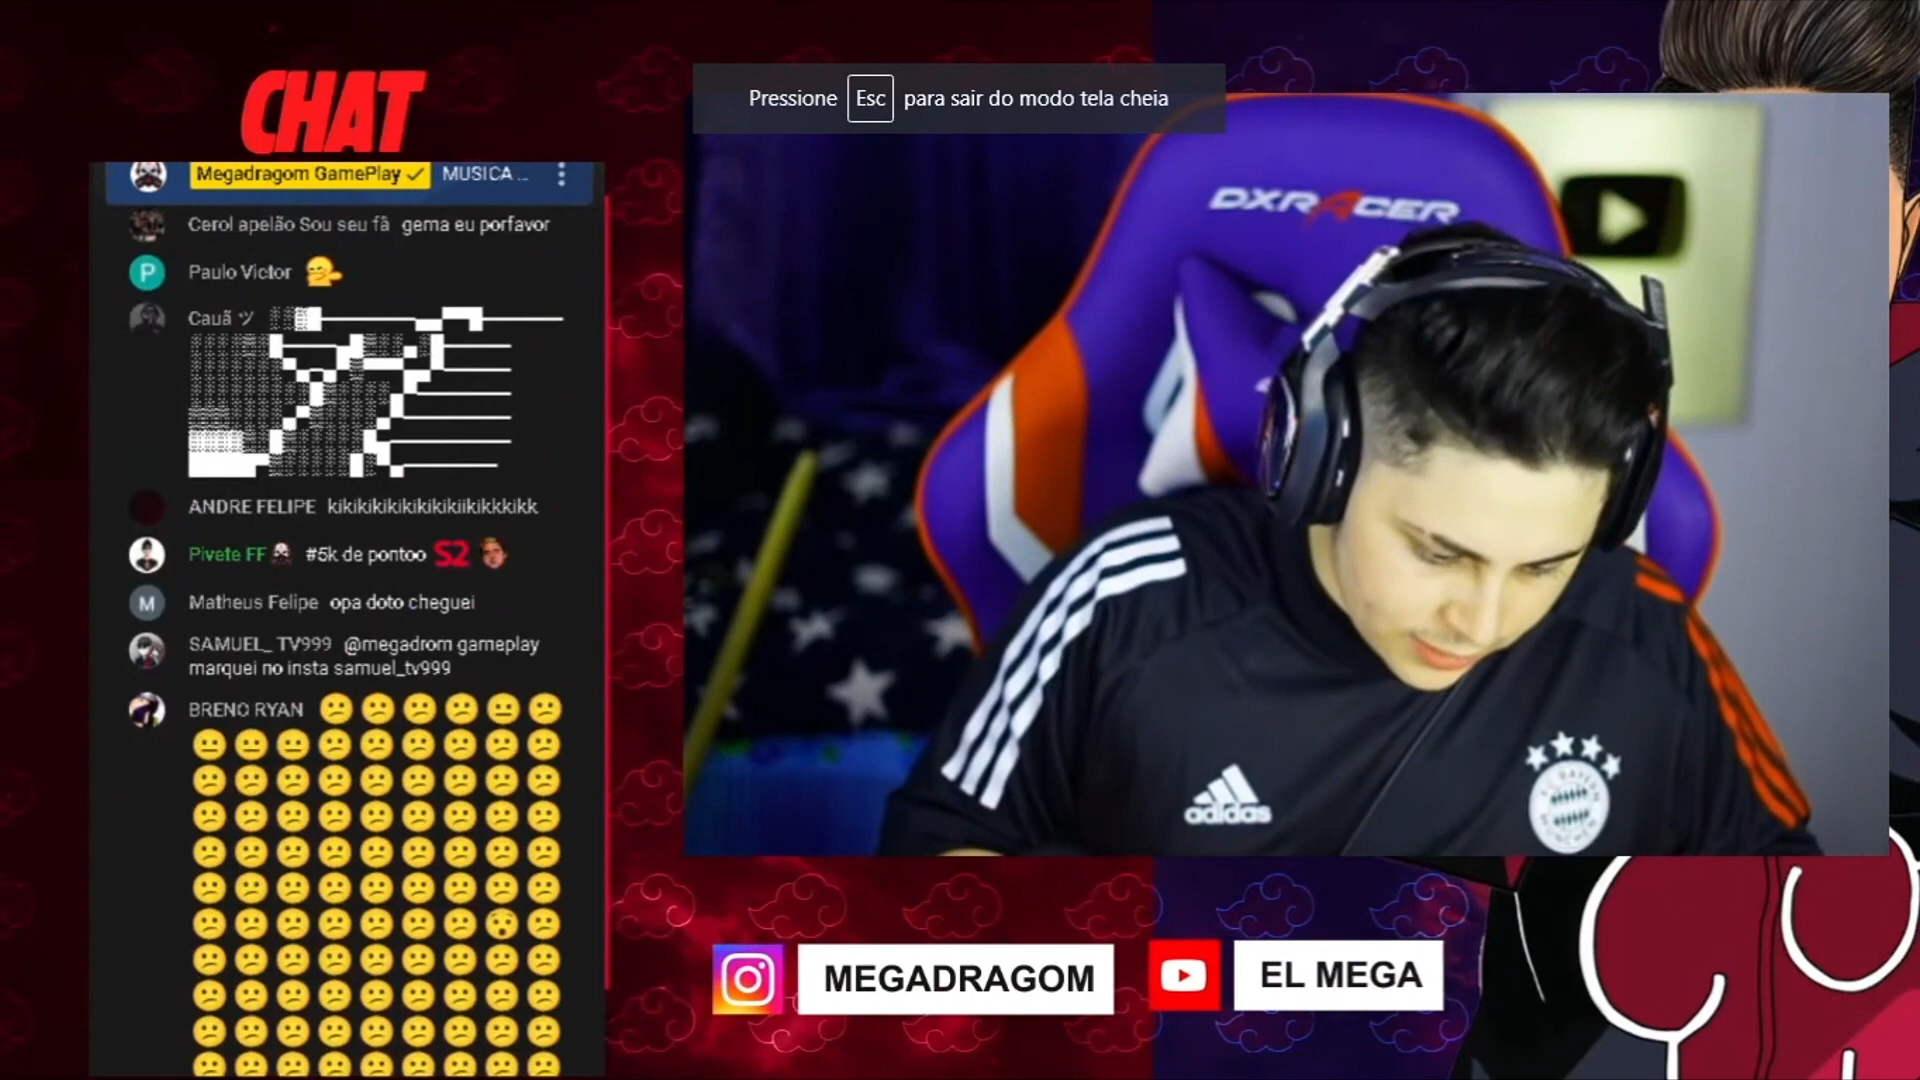 CHAT
Pressione Esc para sair do modo tela cheia
Megadragom GamePlay MUSICA ...
Cerol apelão Sou seu fã gema eu porfavor
P Paulo Victor
Cauã ツ
ANDRE FELIPE kikikikikikikikikiikikkkikk
Pivete FF #5k de pontoo S2
M Matheus Felipe opa doto cheguei
SAMUEL_ TV999 @megadrom gameplay
marquei no insta samuel_tv999
BRENO RYAN
DXRACER
adidas
MEGADRAGOM
EL MEGA